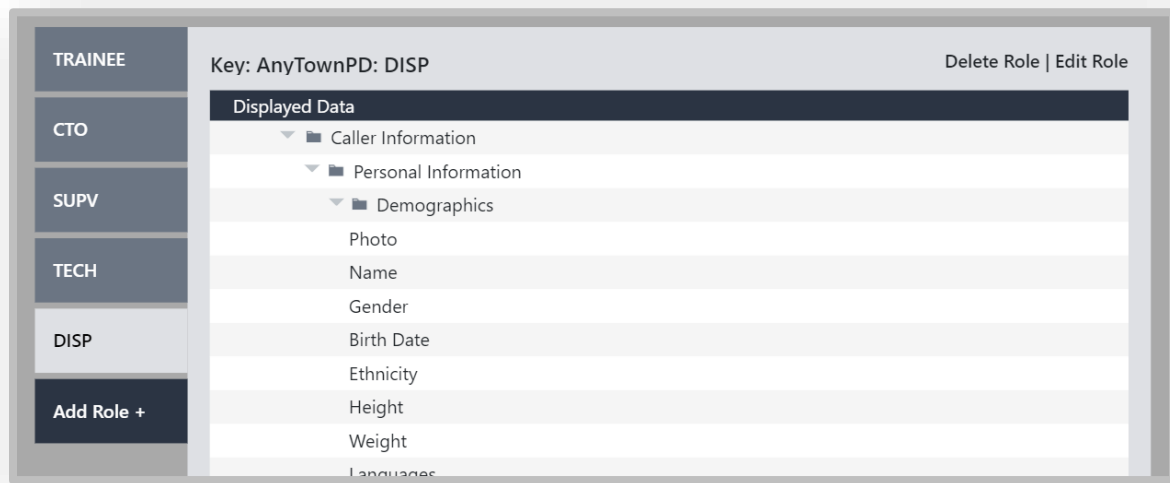 TRAINEE
CTO
SUPV
TECH
DISP
Add Role +
Key: AnyTownPD: DISP
Delete Role | Edit Role
Displayed Data
Caller Information
Personal Information
Demographics
Photo
Name
Gender
Birth Date
Ethnicity
Height
Weight
Languages